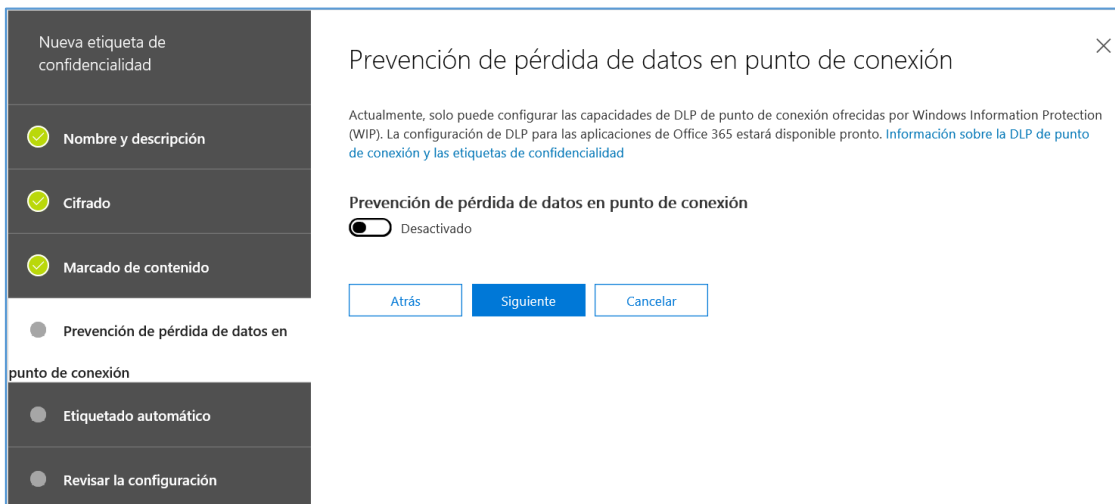 Nueva etiqueta de
confidencialidad
Nombre y descripción
Cifrado
Marcado de contenido
Prevención de pérdida de datos en
punto de conexión
Etiquetado automático
Revisar la configuración
Prevención de pérdida de datos en punto de conexión
Actualmente, solo puede configurar las capacidades de DLP de punto de conexión ofrecidas por Windows Information Protection
(WIP). La configuración de DLP para las aplicaciones de Office 365 estará disponible pronto. Información sobre la DLP de punto
de conexión y las etiquetas de confidencialidad
Prevención de pérdida de datos en punto de conexión
Desactivado
Atrás
Siguiente
Cancelar